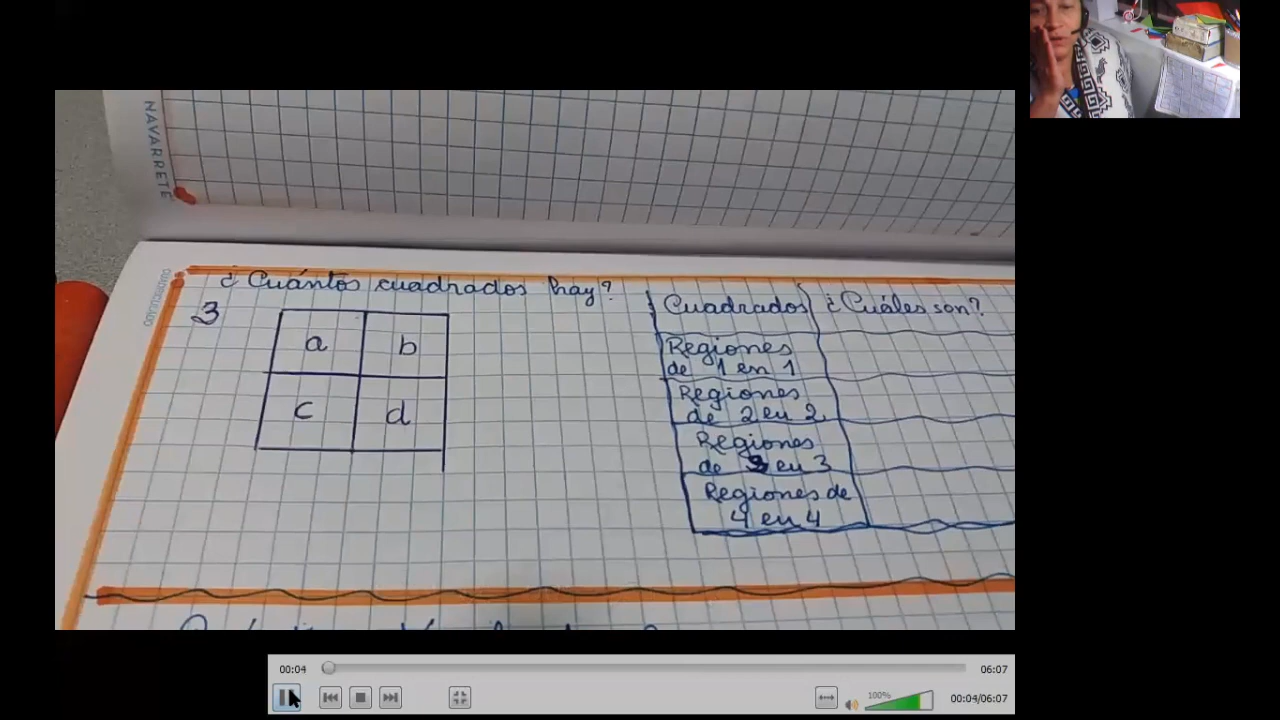 NAVARRETE
CUADRICULADO
¿Cuántos cuadrados hay?
3
a b
c d
Cuadrados ¿Cuáles son?
Regiones
de 1 en 1
Regiones
de 2 en 2
Regiones
de 3 en 3
Regiones de
4 en 4
00:04
06:07
100%
00:04/06:07